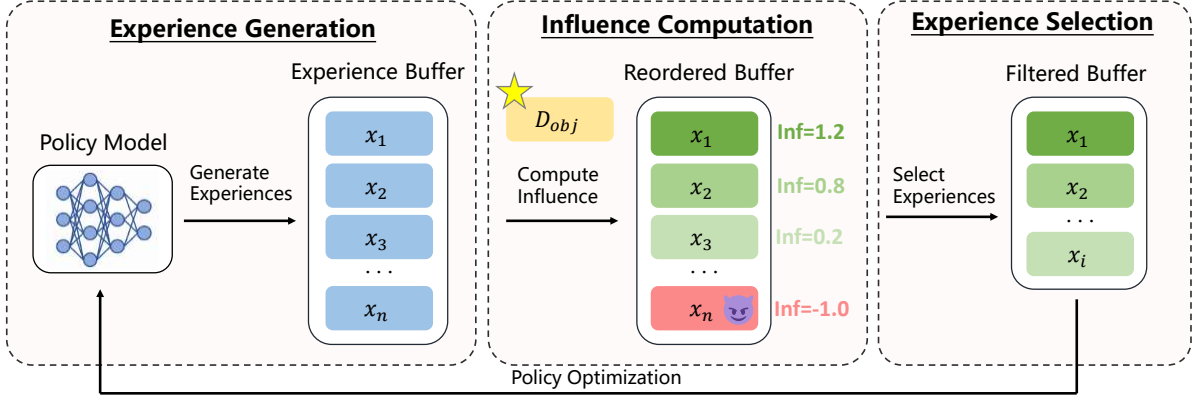 Experience Generation
Experience Buffer
Policy Model
Generate
Experiences
x₁
x₂
x₃
...
xₙ
Influence Computation
Reordered Buffer
D_obj
Compute
Influence
x₁ Inf=1.2
x₂ Inf=0.8
x₃ Inf=0.2
...
xₙ Inf=-1.0
Experience Selection
Filtered Buffer
Select
Experiences
x₁
x₂
...
xᵢ
Policy Optimization